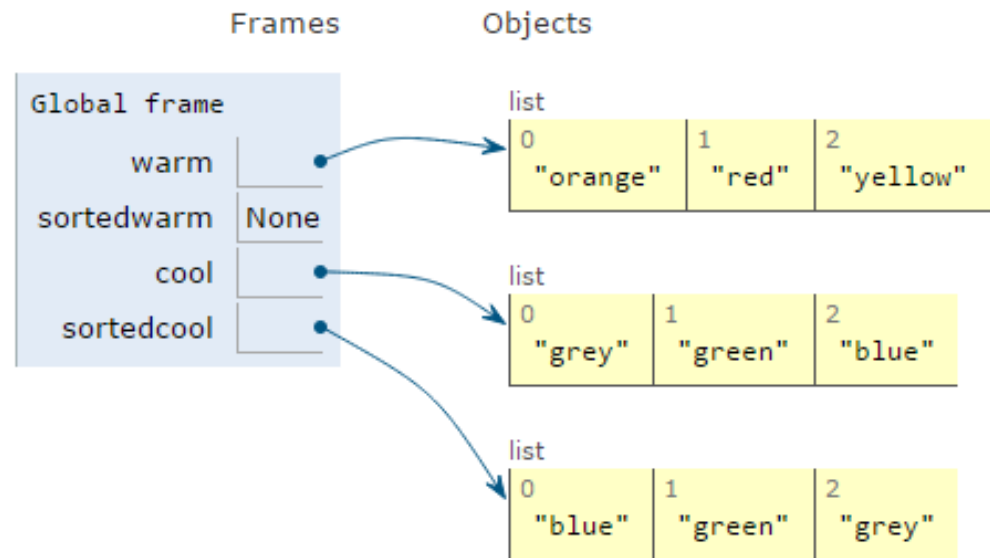 Frames Objects
Global frame
warm
sortedwarm None
cool
sortedcool
list
0 1 2
"orange" "red" "yellow"
list
0 1 2
"grey" "green" "blue"
list
0 1 2
"blue" "green" "grey"